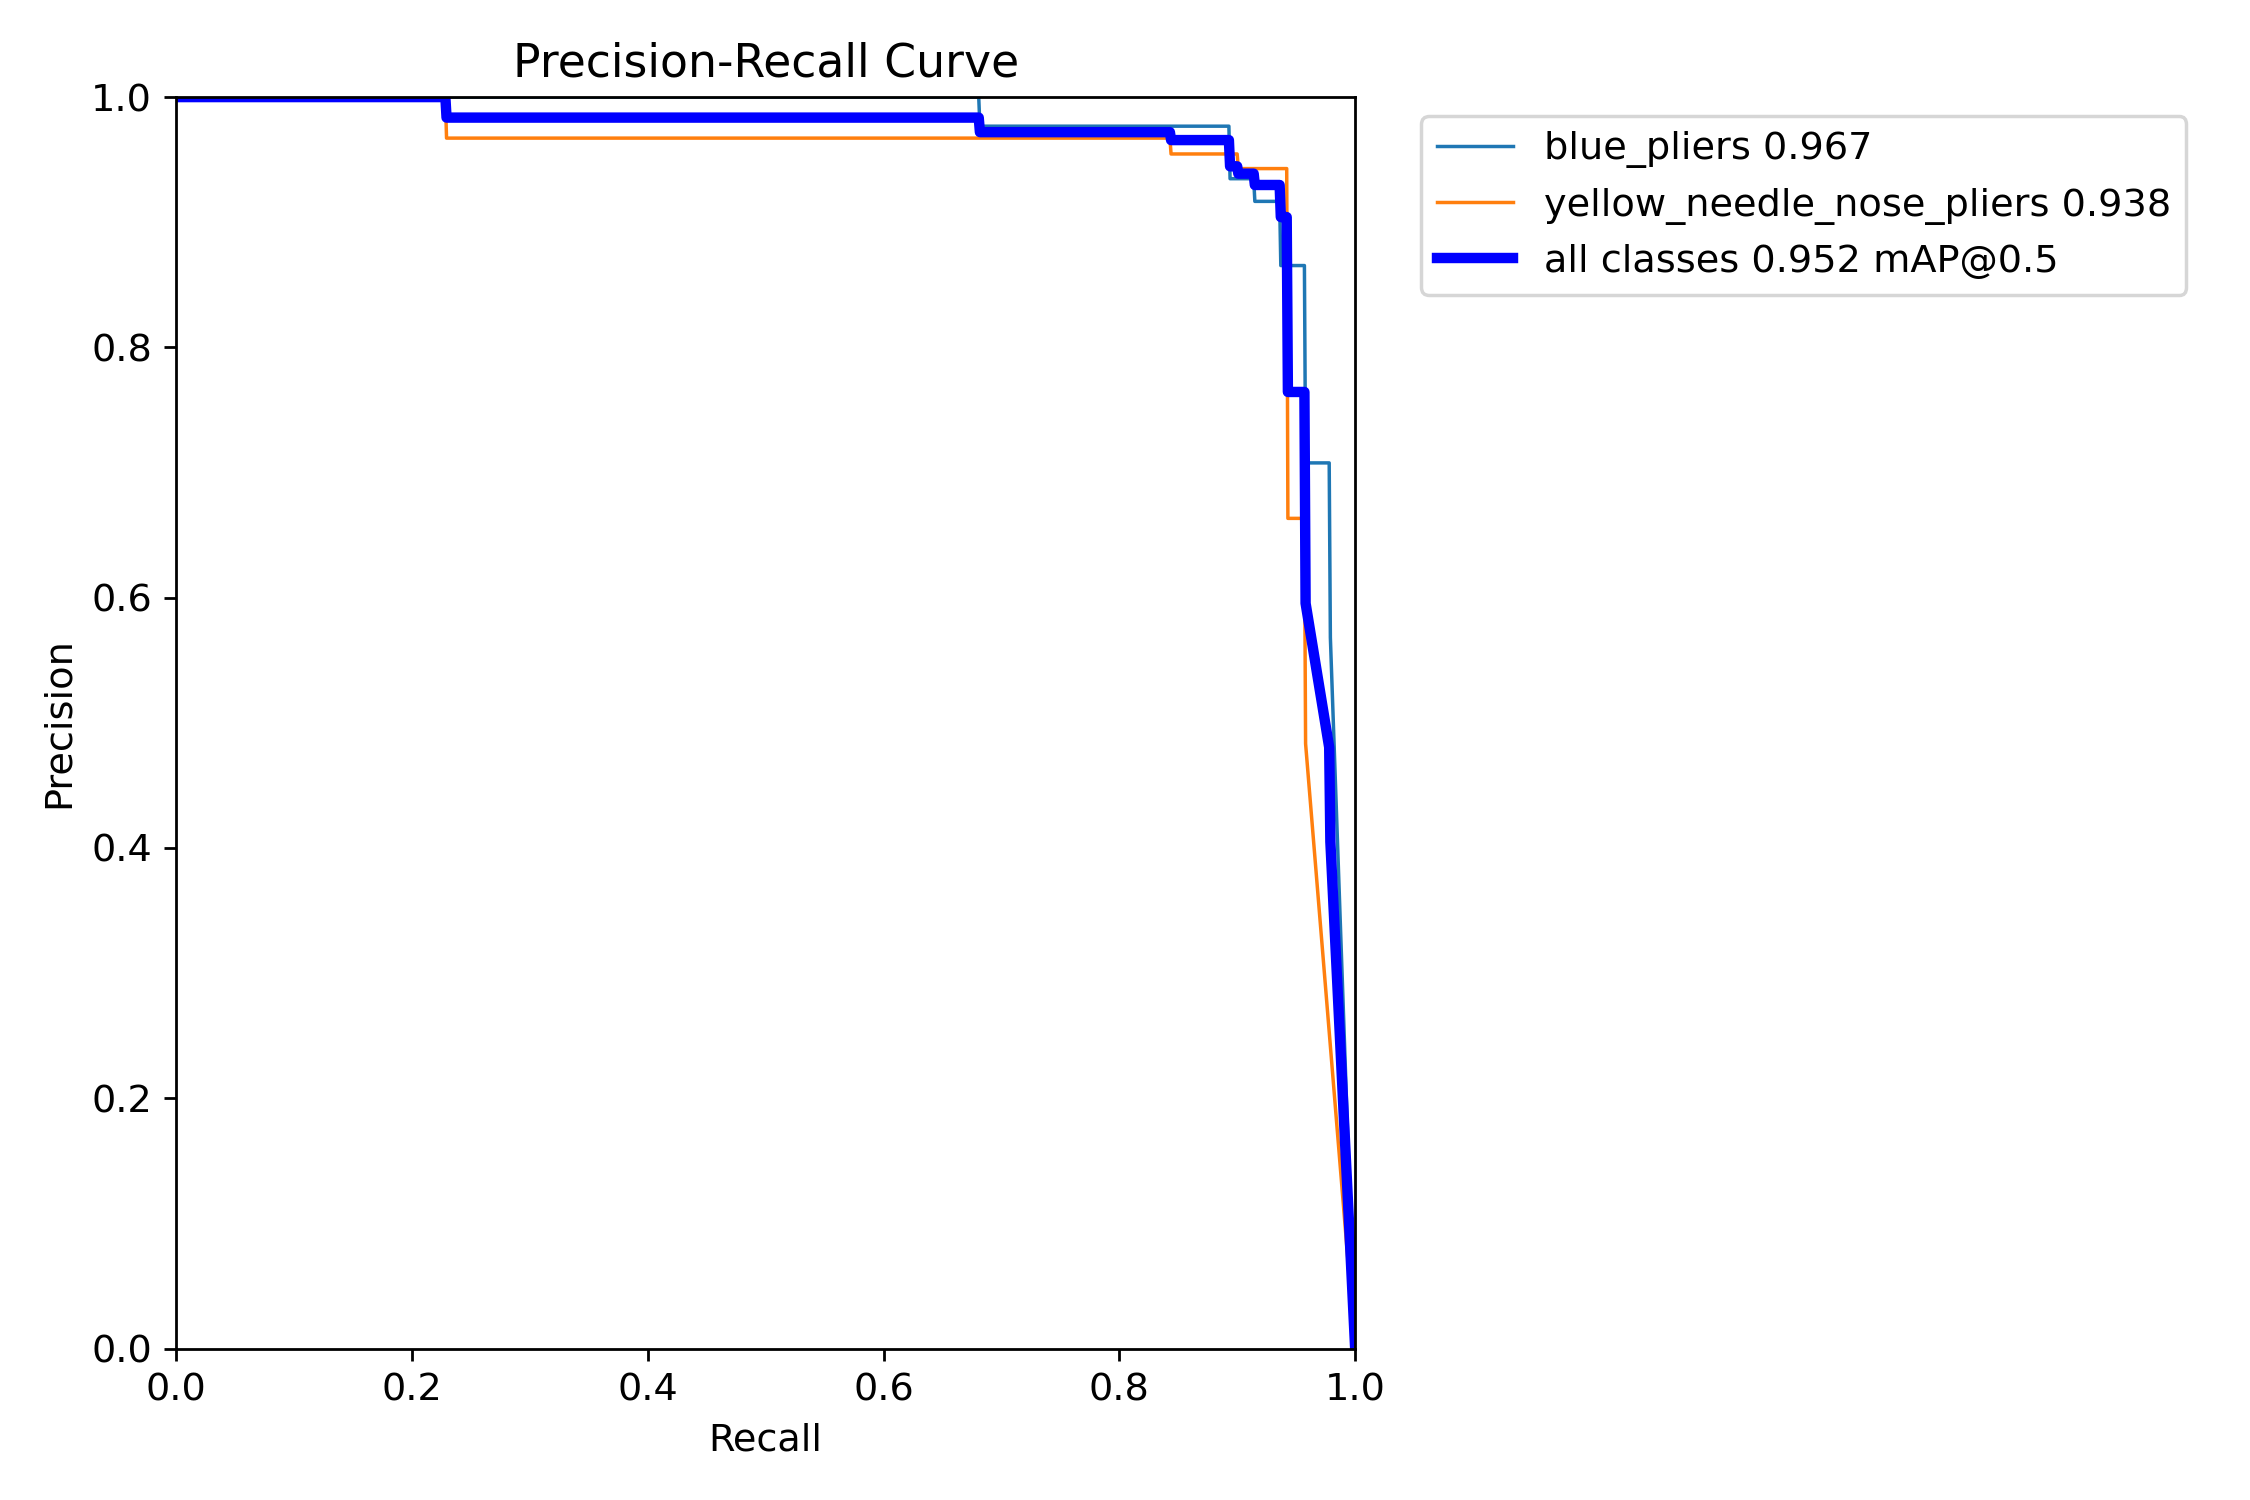 Precision-Recall Curve
1.0
0.8
0.6
0.4
0.2
0.0
Precision
0.0 0.2 0.4 0.6 0.8 1.0
Recall
blue_pliers 0.967
yellow_needle_nose_pliers 0.938
all classes 0.952 mAP@0.5